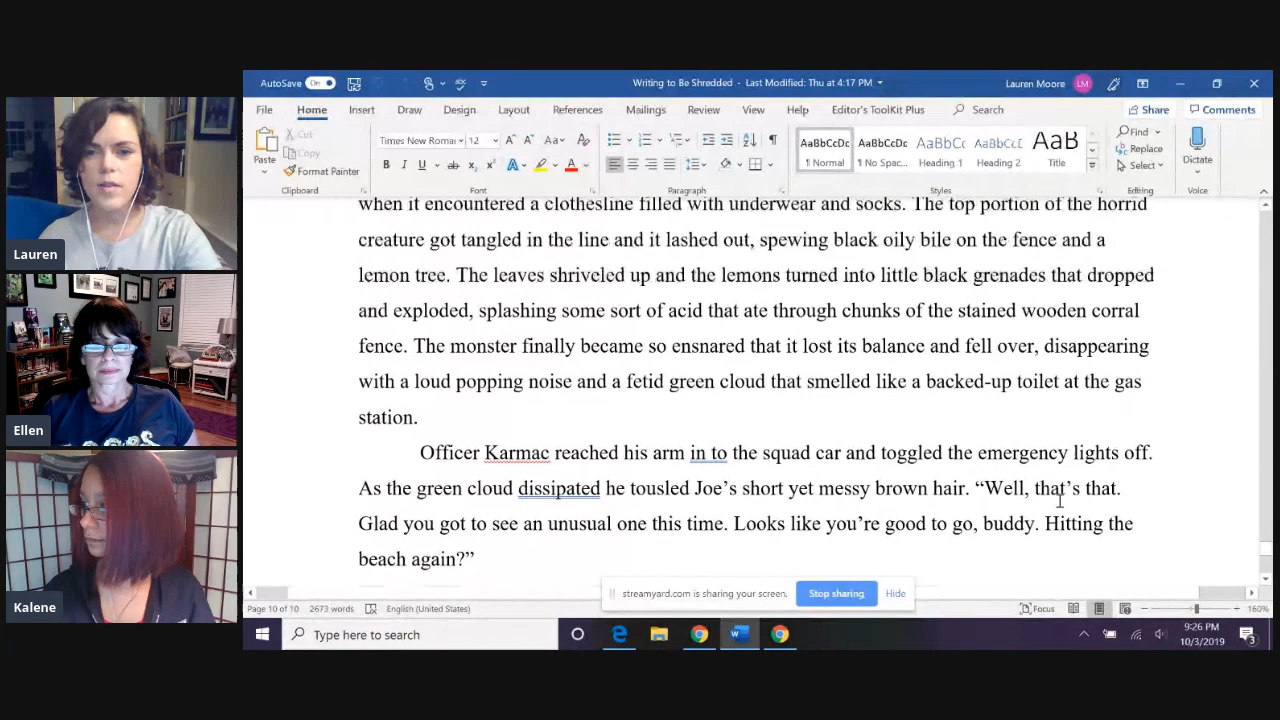 AutoSave On
Writing to Be Shredded - Last Modified: Thu at 4:17 PM
Lauren Moore LM
File Home Insert Draw Design Layout References Mailings Review View Help Editor's ToolKit Plus Search Share Comments
Paste
Cut
Copy
Format Painter
Clipboard
Times New Roma 12 Aa
B I U ab x₂ x² A A
Font
Paragraph
AaBbCcDc AaBbCcDc AaBbCc AaBbCcD AaB
¶ Normal ¶ No Spac... Heading 1 Heading 2 Title
Styles
Find
Replace
Select
Editing
Dictate
Voice
when it encountered a clothesline filled with underwear and socks. The top portion of the horrid
creature got tangled in the line and it lashed out, spewing black oily bile on the fence and a
lemon tree. The leaves shriveled up and the lemons turned into little black grenades that dropped
and exploded, splashing some sort of acid that ate through chunks of the stained wooden corral
fence. The monster finally became so ensnared that it lost its balance and fell over, disappearing
with a loud popping noise and a fetid green cloud that smelled like a backed-up toilet at the gas
station.
Officer Karmac reached his arm in to the squad car and toggled the emergency lights off.
As the green cloud dissipated he tousled Joe's short yet messy brown hair. “Well, that's that.
Glad you got to see an unusual one this time. Looks like you're good to go, buddy. Hitting the
beach again?”
streamyard.com is sharing your screen. Stop sharing Hide
Page 10 of 10 2673 words English (United States) Focus 160%
Type here to search
9:26 PM
10/3/2019
3
Lauren
Ellen
Kalene